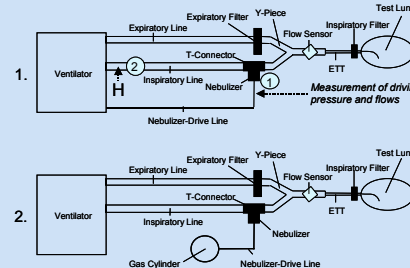 Expiratory Line
Expiratory Filter
Y-Piece
Flow Sensor
Inspiratory Filter
Test Lung
T-Connector
1.
Ventilator
2
H
Inspiratory Line
Nebulizer
1
ETT
Measurement of driving
pressure and flows
Nebulizer-Drive Line
Expiratory Line
Expiratory Filter
Y-Piece
Flow Sensor
Inspiratory Filter
Test Lung
T-Connector
2.
Ventilator
Inspiratory Line
Nebulizer
ETT
Gas Cylinder
Nebulizer-Drive Line